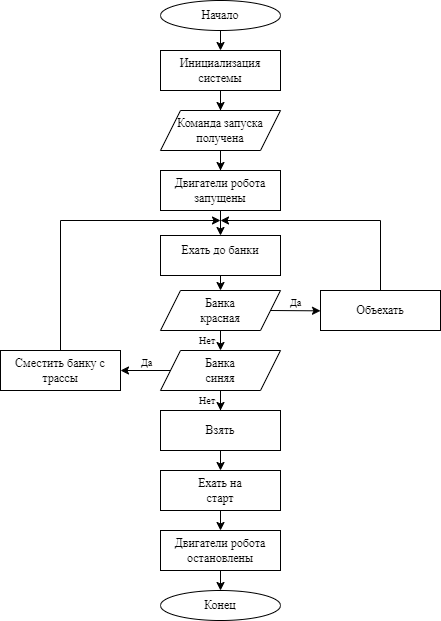 Начало
Инициализация
системы
Команда запуска
получена
Двигатели робота
запущены
Ехать до банки
Банка
красная
Да
Объехать
Нет
Сместить банку с
трассы
Да
Банка
синяя
Нет
Взять
Ехать на
старт
Двигатели робота
остановлены
Конец